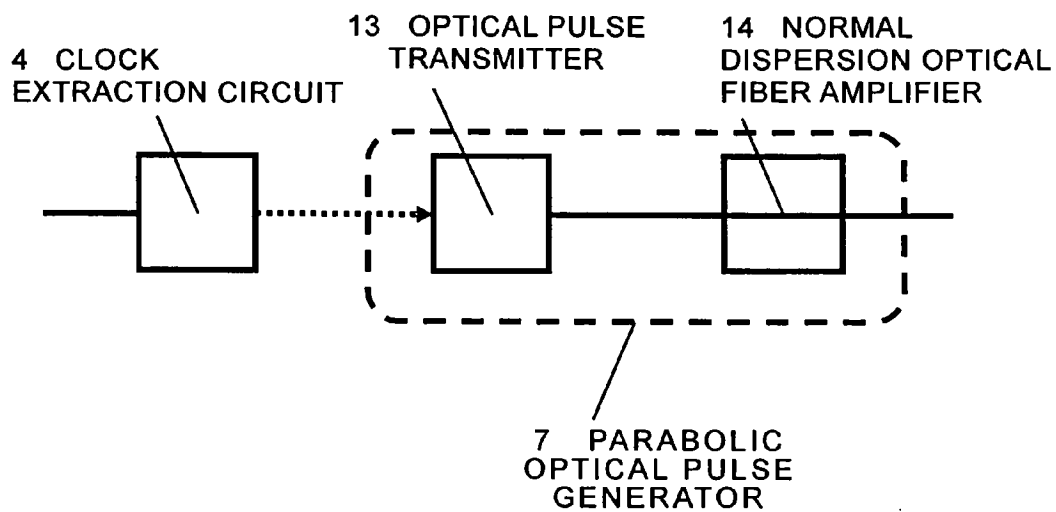 4 CLOCK
EXTRACTION CIRCUIT
13 OPTICAL PULSE
TRANSMITTER
14 NORMAL
DISPERSION OPTICAL
FIBER AMPLIFIER
7 PARABOLIC
OPTICAL PULSE
GENERATOR